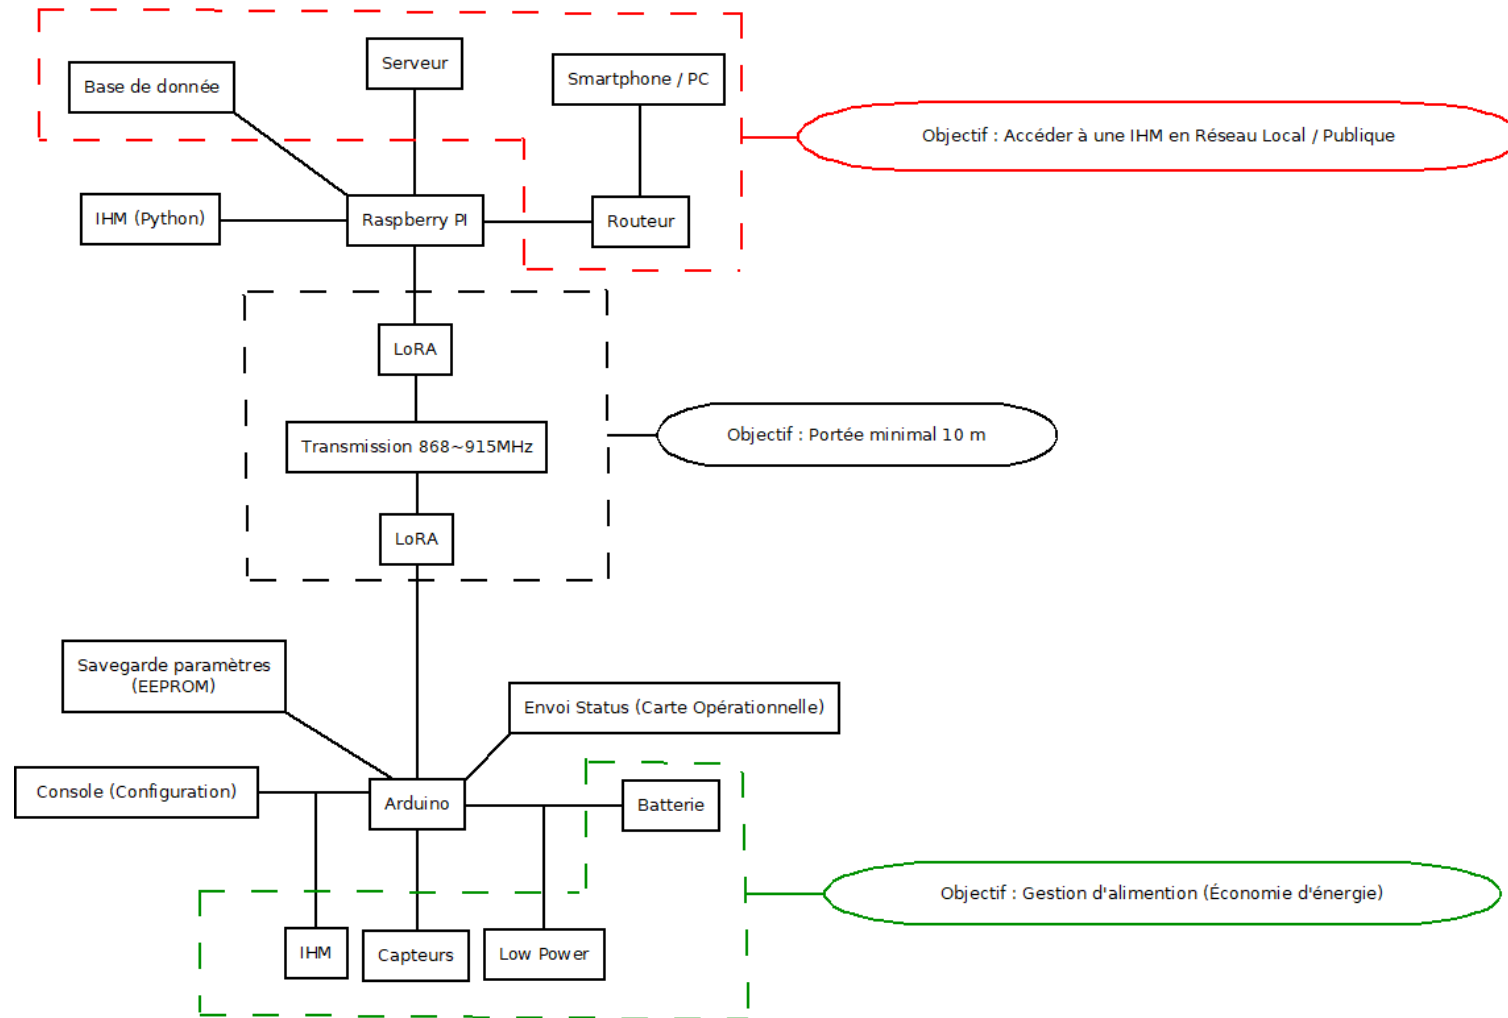 Serveur
Smartphone / PC
Base de donnée
Objectif : Accéder à une IHM en Réseau Local / Publique
IHM (Python)
Raspberry PI
Routeur
LoRA
Transmission 868~915MHz
Objectif : Portée minimal 10 m
LoRA
Savegarde paramètres
(EEPROM)
Envoi Status (Carte Opérationnelle)
Console (Configuration)
Arduino
Batterie
Objectif : Gestion d'alimention (Économie d'énergie)
IHM
Capteurs
Low Power